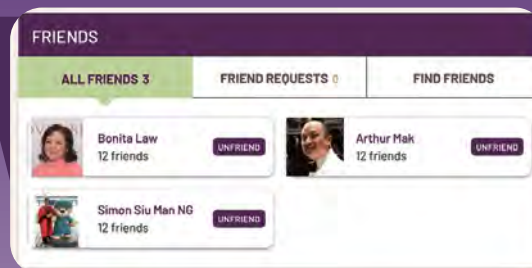 FRIENDS
ALL FRIENDS 3
FRIEND REQUESTS 0
FIND FRIENDS
Bonita Law
12 friends
UNFRIEND
Arthur Mak
12 friends
UNFRIEND
Simon Siu Man NG
12 friends
UNFRIEND